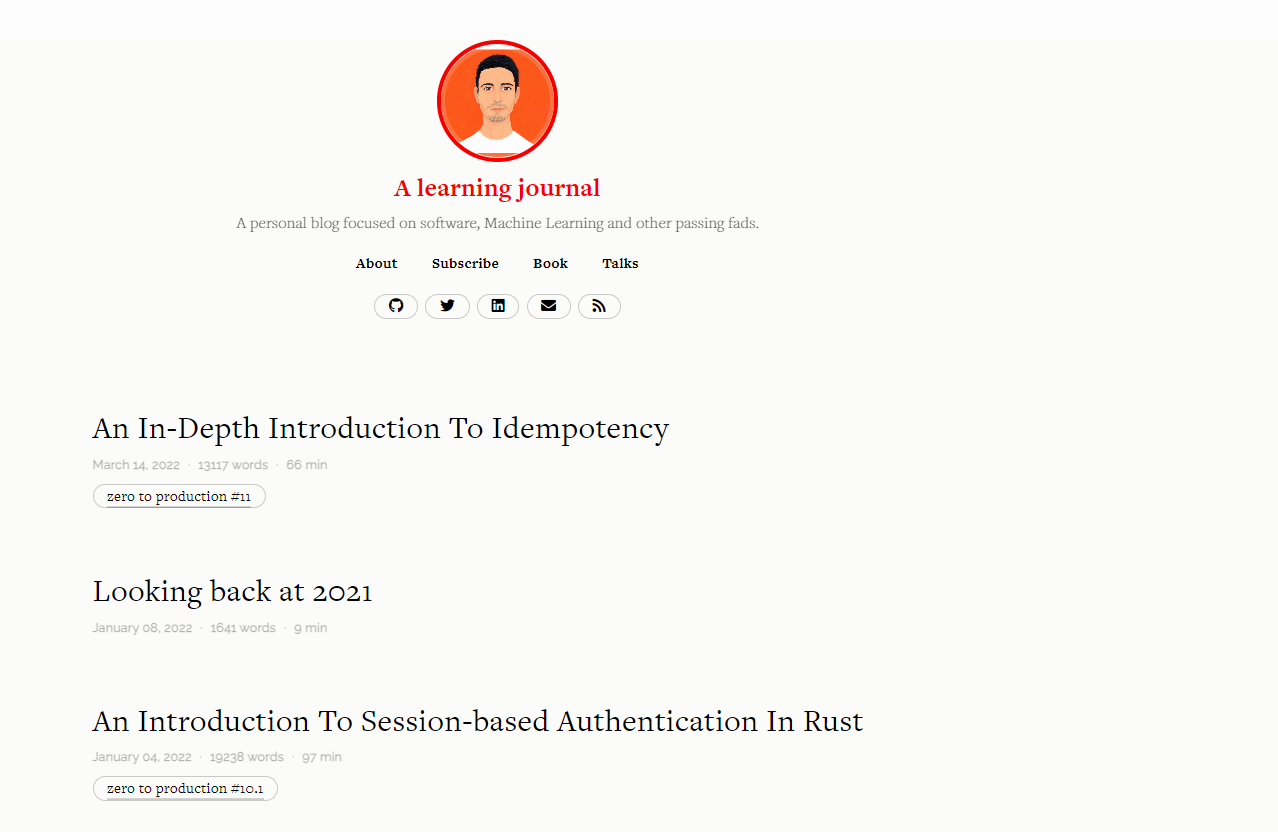 A learning journal
A personal blog focused on software, Machine Learning and other passing fads.
About Subscribe Book Talks
An In-Depth Introduction To Idempotency
March 14, 2022 · 13117 words · 66 min
zero to production #11
Looking back at 2021
January 08, 2022 · 1641 words · 9 min
An Introduction To Session-based Authentication In Rust
January 04, 2022 · 19238 words · 97 min
zero to production #10.1